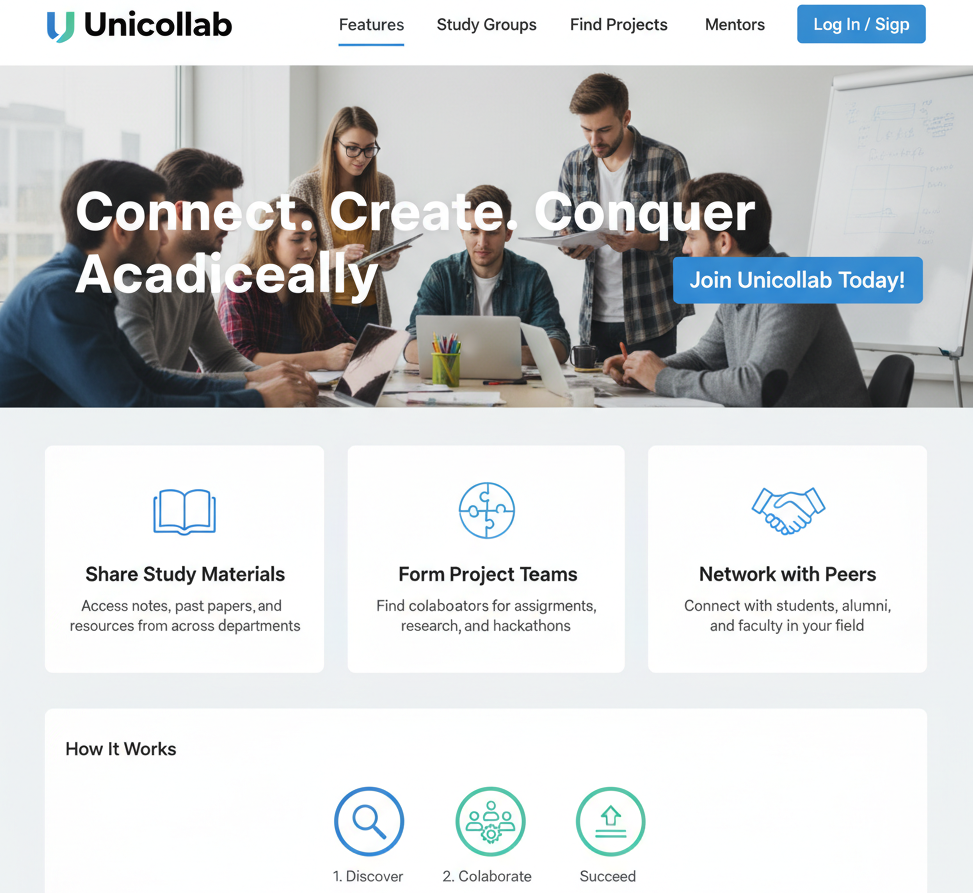 Unicollab
Features
Study Groups
Find Projects
Mentors
Log In / Sigp
Connect. Create. Conquer
Acadiceally
Join Unicollab Today!
Share Study Materials
Access notes, past papers, and
resources from across departments
Form Project Teams
Find colaboators for assigrments,
research, and hackathons
Network with Peers
Connect with students, alumni,
and faculty in your field
How It Works
1. Discover
2. Colaborate
Succeed